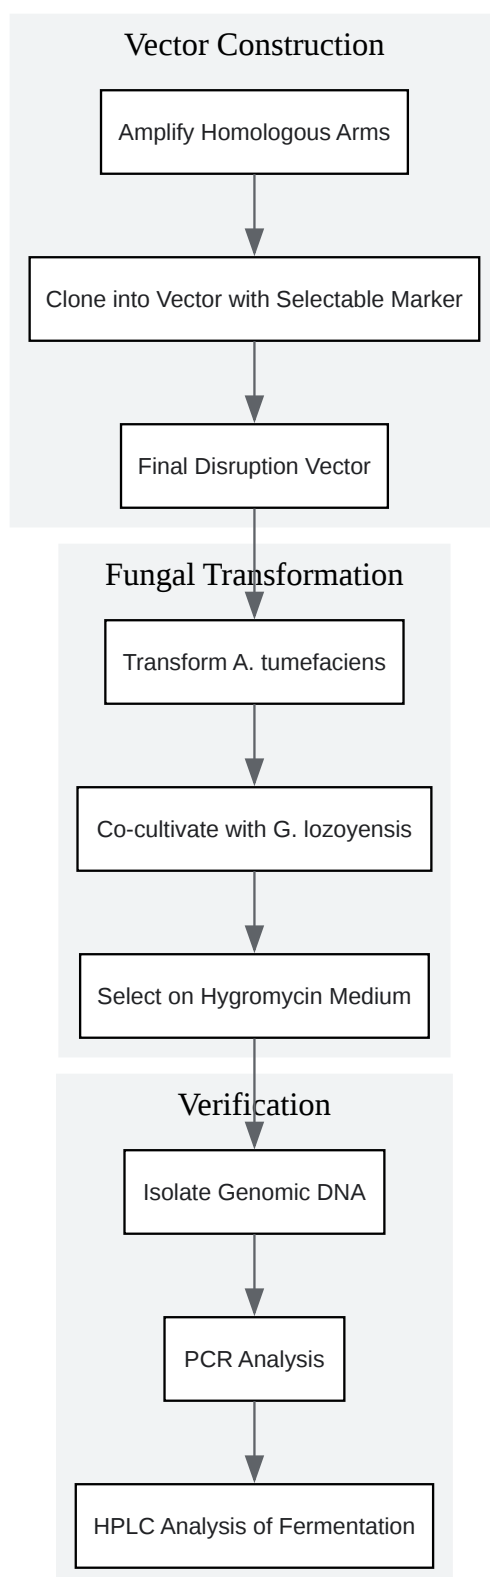 Vector Construction
Amplify Homologous Arms
Clone into Vector with Selectable Marker
Final Disruption Vector
Fungal Transformation
Transform A. tumefaciens
Co-cultivate with G. lozoyensis
Select on Hygromycin Medium
Verification
Isolate Genomic DNA
PCR Analysis
HPLC Analysis of Fermentation